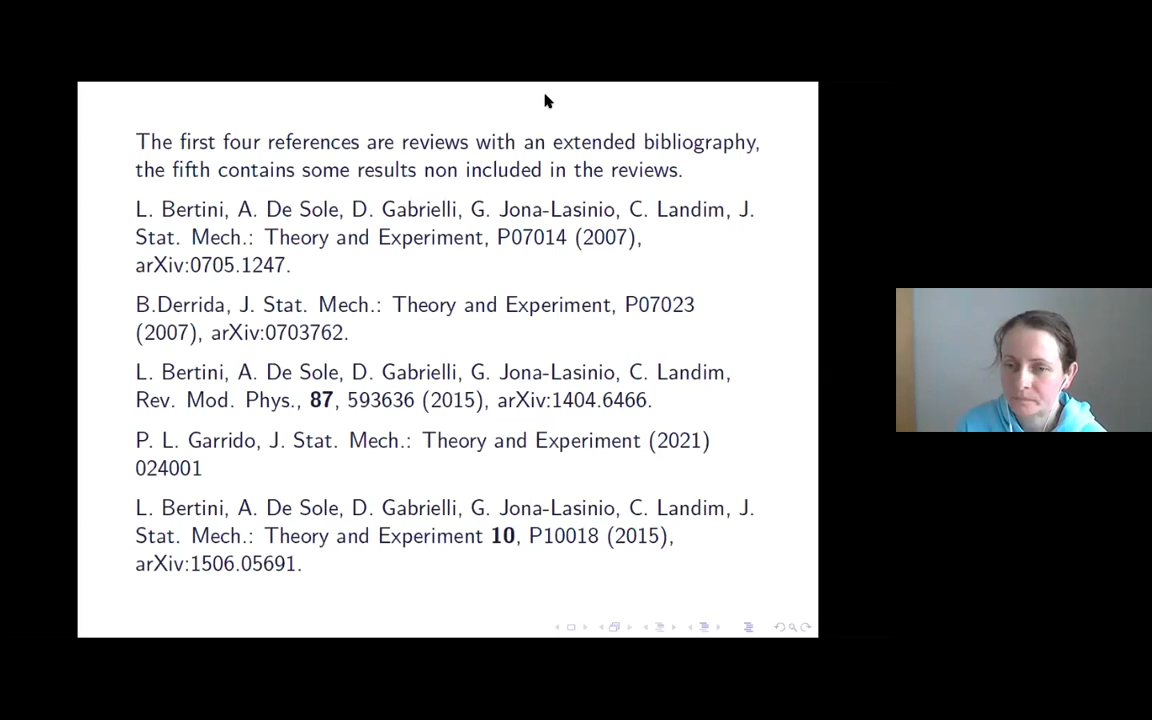 The first four references are reviews with an extended bibliography,
the fifth contains some results non included in the reviews.
L. Bertini, A. De Sole, D. Gabrielli, G. Jona-Lasinio, C. Landim, J.
Stat. Mech.: Theory and Experiment, P07014 (2007),
arXiv:0705.1247.
B.Derrida, J. Stat. Mech.: Theory and Experiment, P07023
(2007), arXiv:0703762.
L. Bertini, A. De Sole, D. Gabrielli, G. Jona-Lasinio, C. Landim,
Rev. Mod. Phys., 87, 593636 (2015), arXiv:1404.6466.
P. L. Garrido, J. Stat. Mech.: Theory and Experiment (2021)
024001
L. Bertini, A. De Sole, D. Gabrielli, G. Jona-Lasinio, C. Landim, J.
Stat. Mech.: Theory and Experiment 10, P10018 (2015),
arXiv:1506.05691.